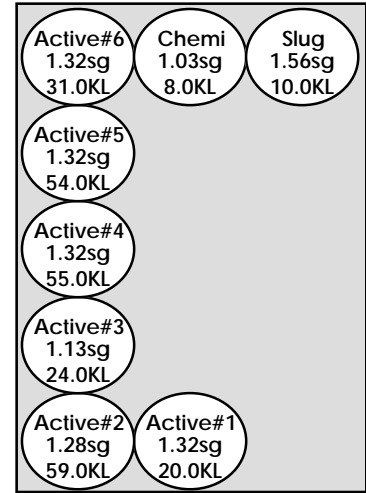 Active#6
1.32sg
31.0KL
Chemi
1.03sg
8.0KL
Slug
1.56sg
10.0KL
Active#5
1.32sg
54.0KL
Active#4
1.32sg
55.0KL
Active#3
1.13sg
24.0KL
Active#2
1.28sg
59.0KL
Active#1
1.32sg
20.0KL